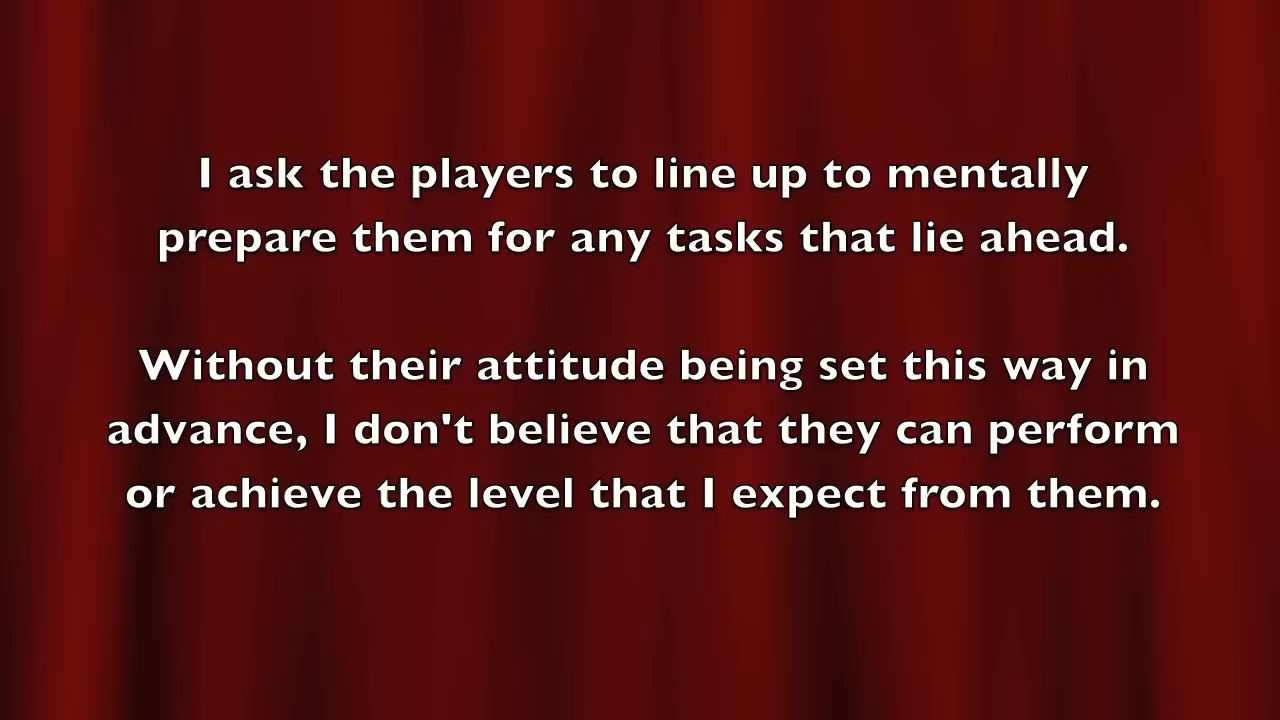 I ask the players to line up to mentally
prepare them for any tasks that lie ahead.
Without their attitude being set this way in
advance, I don't believe that they can perform
or achieve the level that I expect from them.